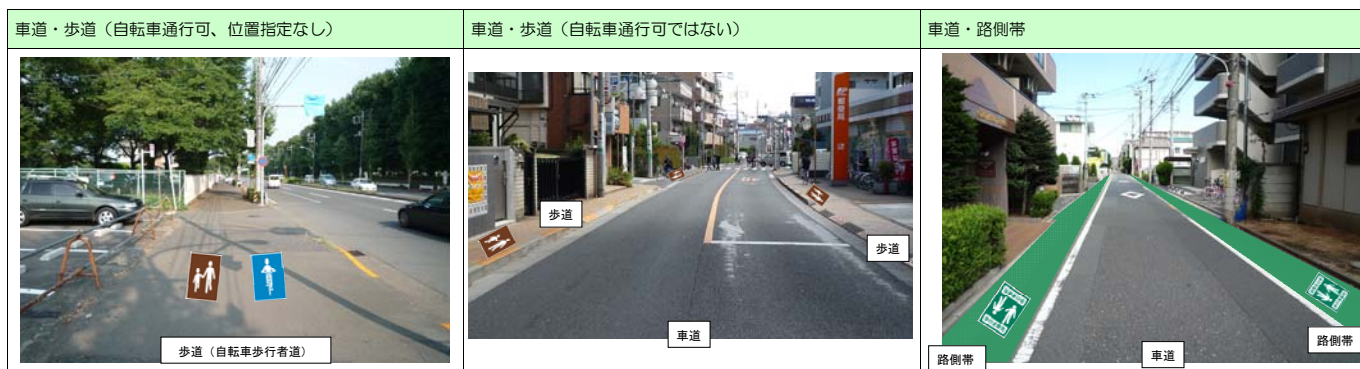 車道・歩道（自転車通行可、位置指定なし）
車道・歩道（自転車通行可ではない）
車道・路側帯
歩道（自転車歩行者道）
歩道
歩道
車道
路側帯
車道
路側帯
郵便局